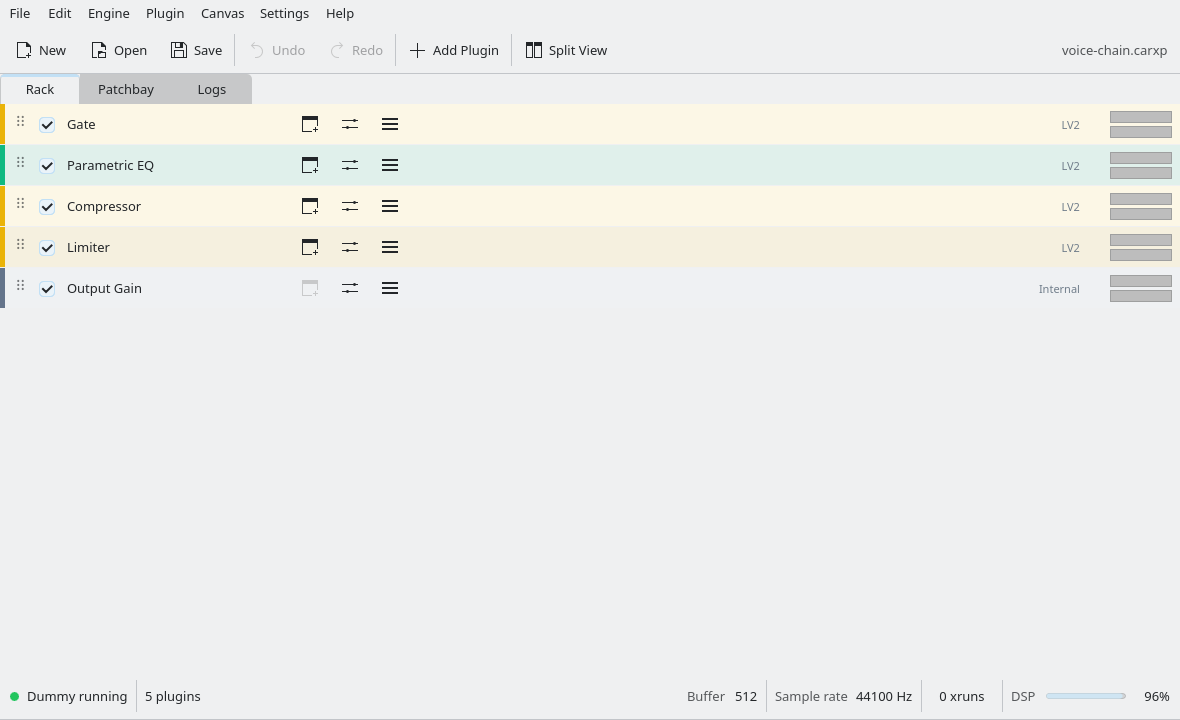 File Edit Engine Plugin Canvas Settings Help
New Open Save Undo Redo Add Plugin Split View voice-chain.carxp
Rack Patchbay Logs
Gate LV2
Parametric EQ LV2
Compressor LV2
Limiter LV2
Output Gain Internal
Dummy running 5 plugins Buffer 512 Sample rate 44100 Hz 0 xruns DSP 96%